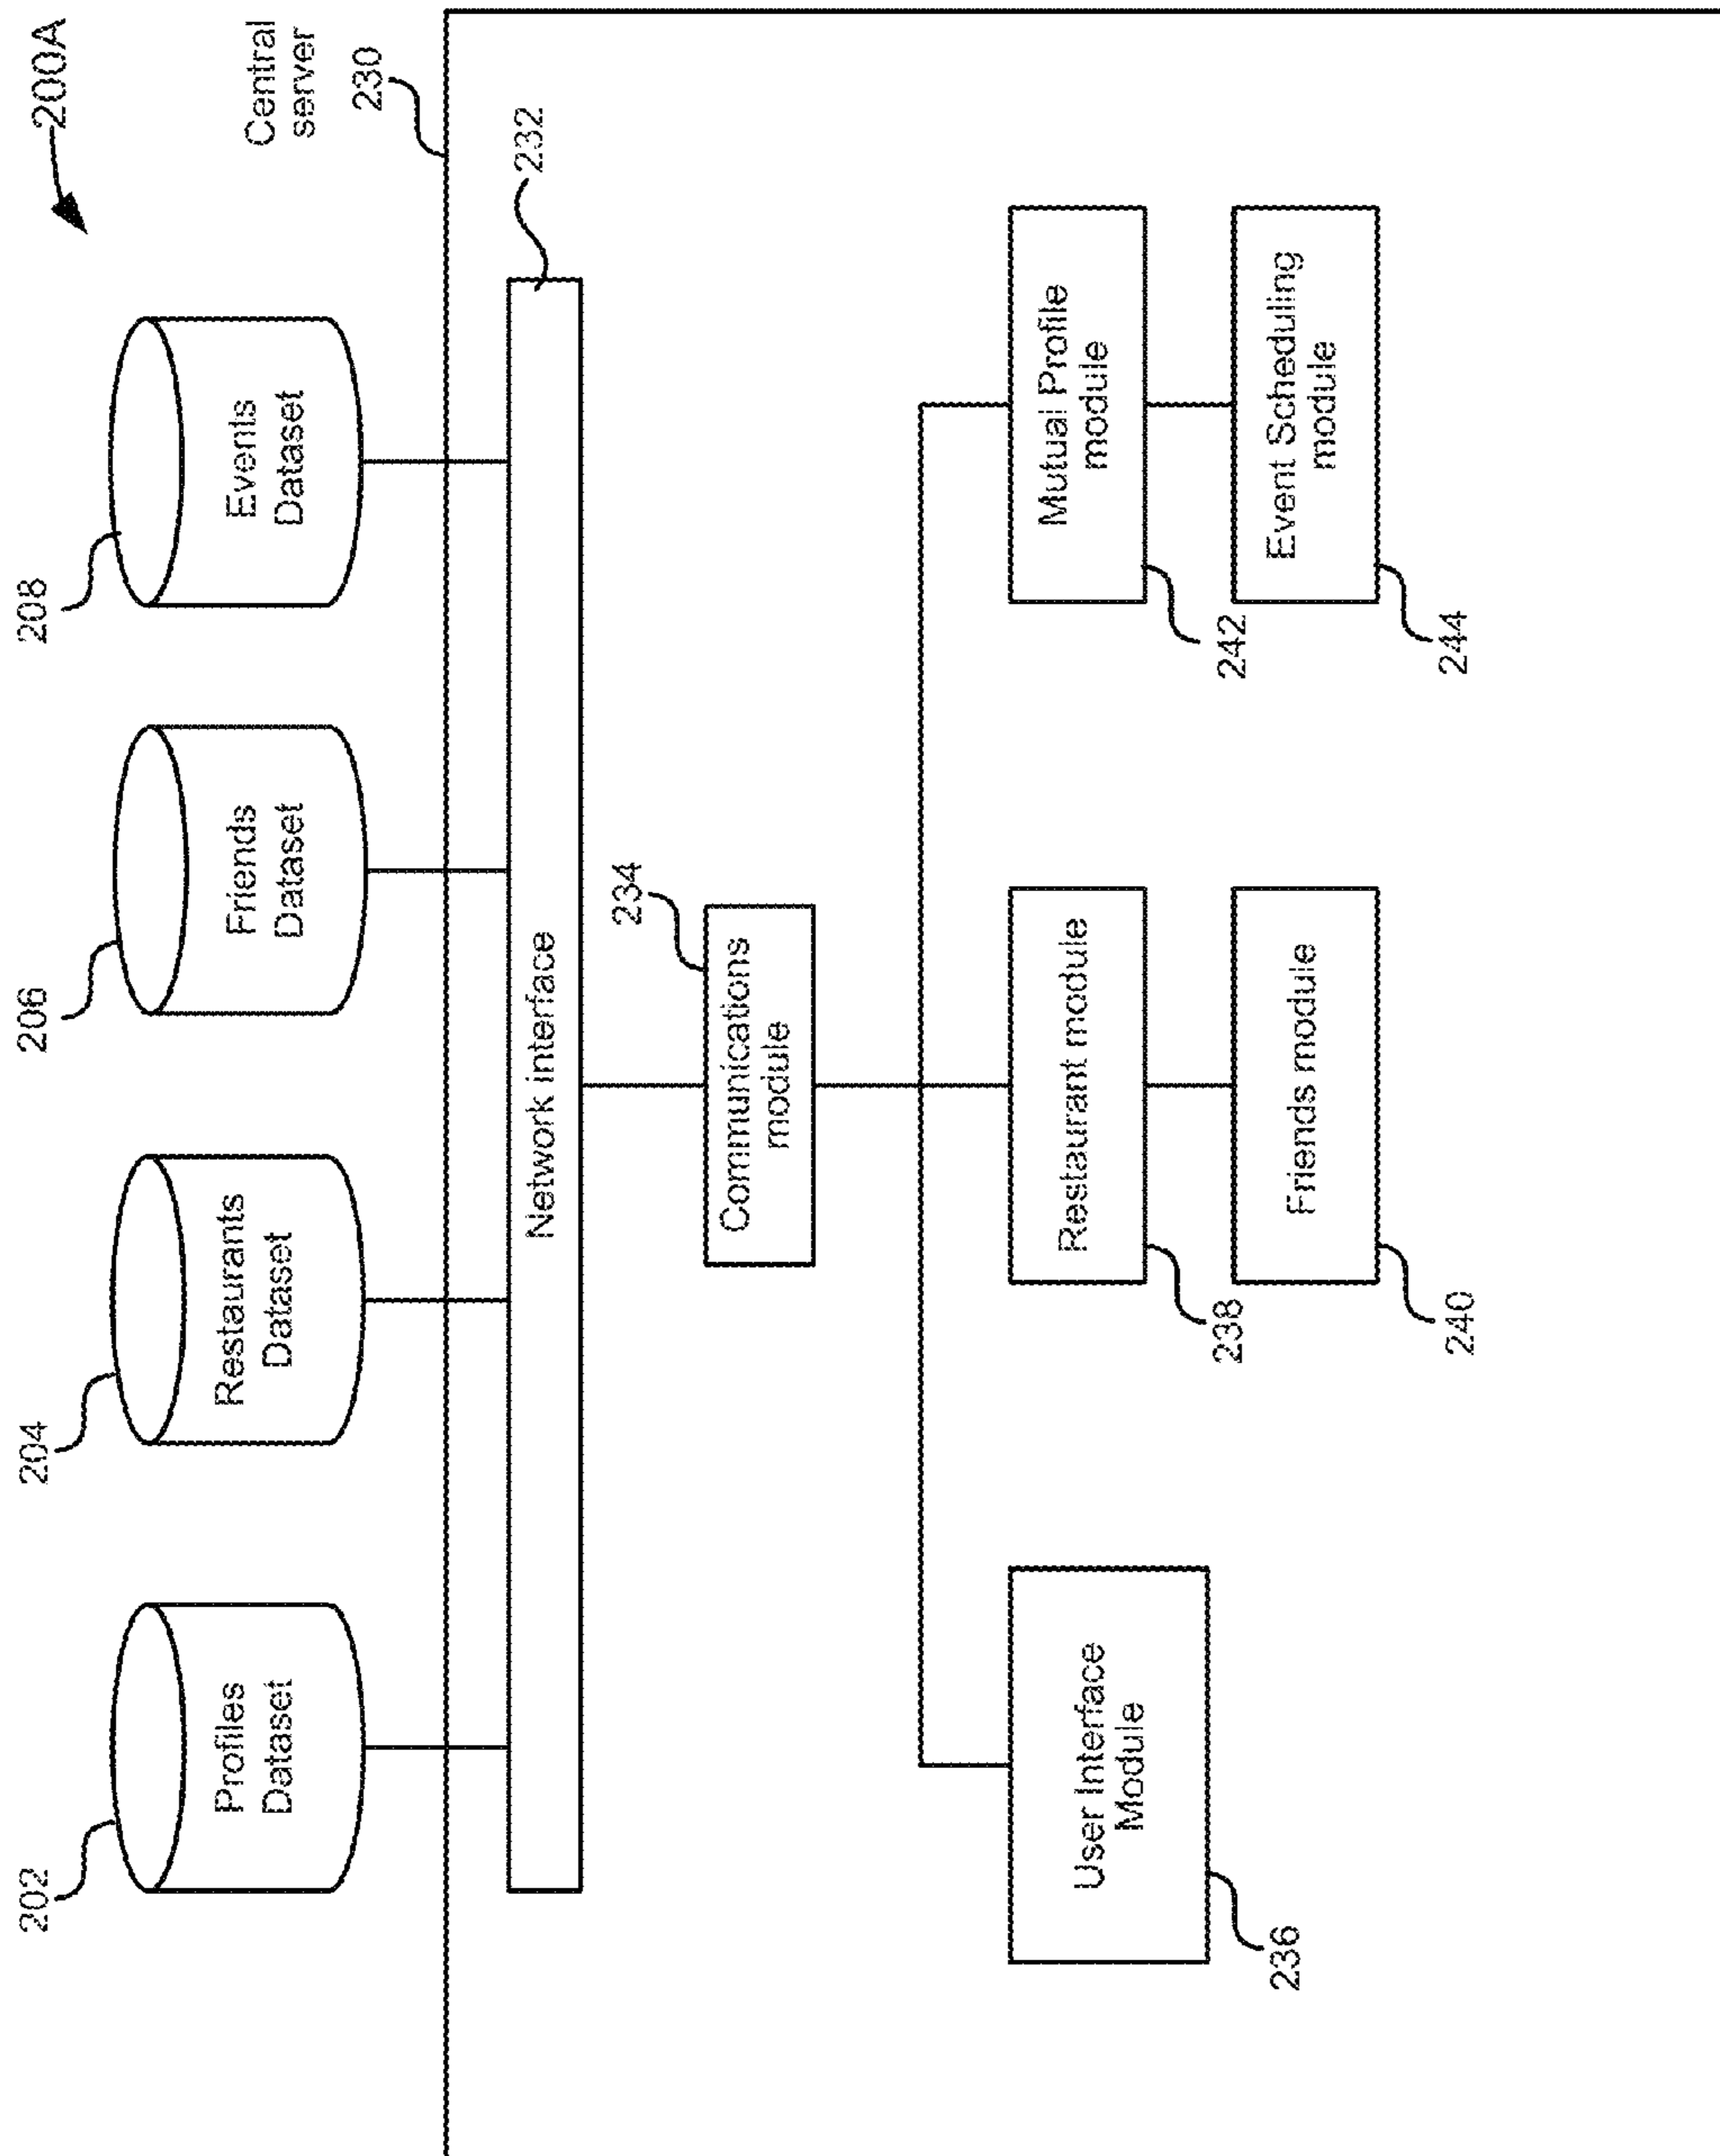 200A
202
204
206
208
Profiles
Dataset
Restaurants
Dataset
Friends
Dataset
Events
Dataset
Central
server
230
232
Network interface
234
Communications
module
User Interface
Module
236
Restaurant module
238
Friends module
240
Mutual Profile
module
242
Event Scheduling
module
244